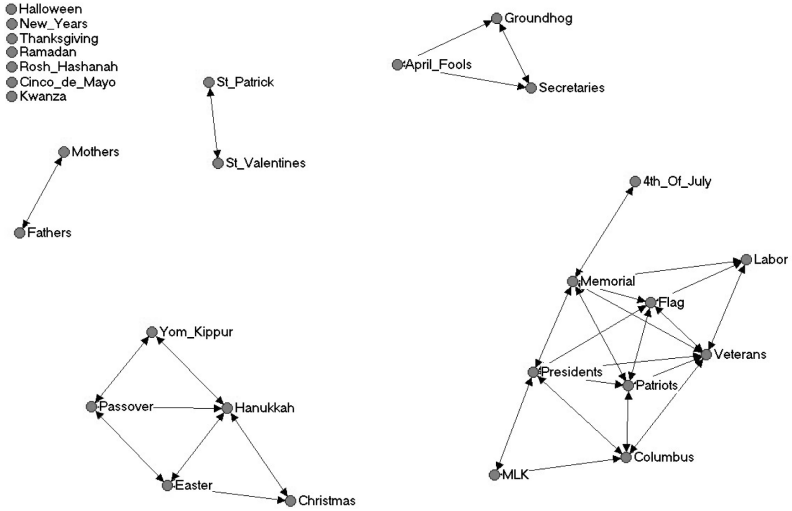 Halloween
New_Years
Thanksgiving
Ramadan
Rosh_Hashanah
Cinco_de_Mayo
Kwanza
Groundhog
April_Fools
Secretaries
St_Patrick
St_Valentines
Mothers
Fathers
4th_Of_July
Labor
Memorial
Flag
Veterans
Presidents
Patriots
Columbus
MLK
Yom_Kippur
Passover
Hanukkah
Easter
Christmas